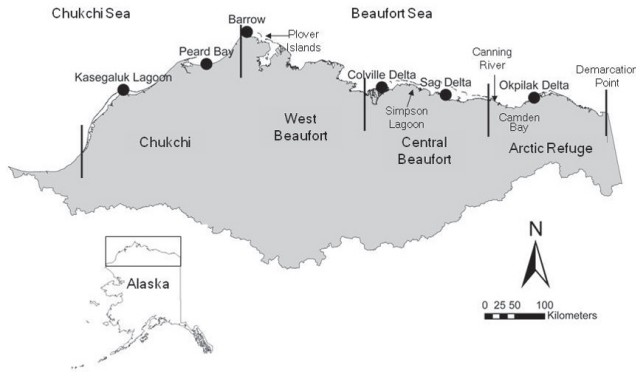 Chukchi Sea
Beaufort Sea
Barrow
Plover
Islands
Peard Bay
Kasegaluk Lagoon
Colville Delta
Sag Delta
Canning
River
Okpilak Delta
Demarcation
Point
Simpson
Lagoon
Camden
Bay
Chukchi
West
Beaufort
Central
Beaufort
Arctic Refuge
Alaska
N
0 25 50 100
Kilometers